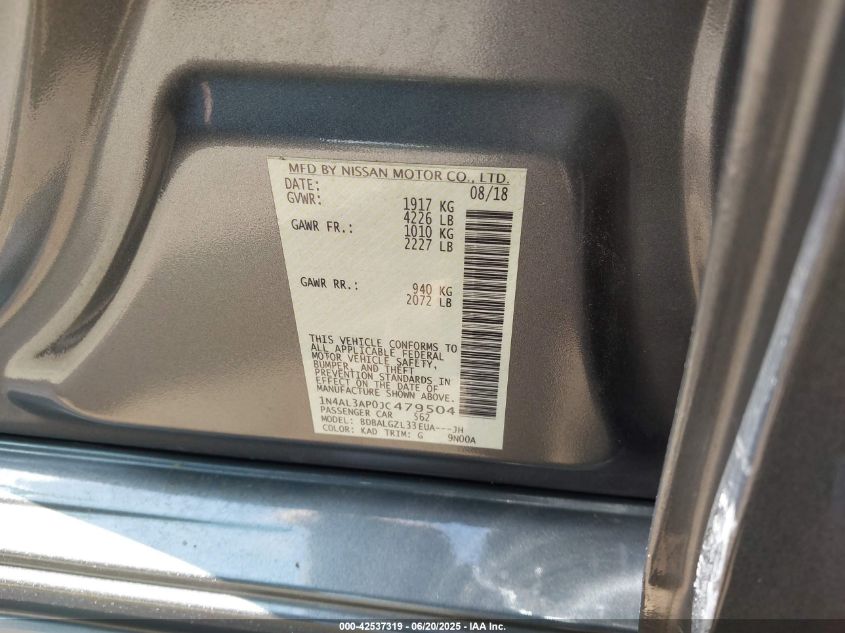 MFD BY NISSAN MOTOR CO., LTD.
DATE: 08/18
GVWR: 1917 KG
4226 LB
GAWR FR.: 1010 KG
2227 LB
GAWR RR.: 940 KG
2072 LB
THIS VEHICLE CONFORMS TO
ALL APPLICABLE FEDERAL
MOTOR VEHICLE SAFETY,
BUMPER, AND THEFT
PREVENTION STANDARDS IN
EFFECT ON THE DATE OF
MANUFACTURE SHOWN ABOVE.
1N4AL3AP0JC479504
PASSENGER CAR S62
MODEL: BDBALGZL33EUA---JH
COLOR: KAD TRIM: G 9N00A
000-42537319 - 06/20/2025 - IAA Inc.